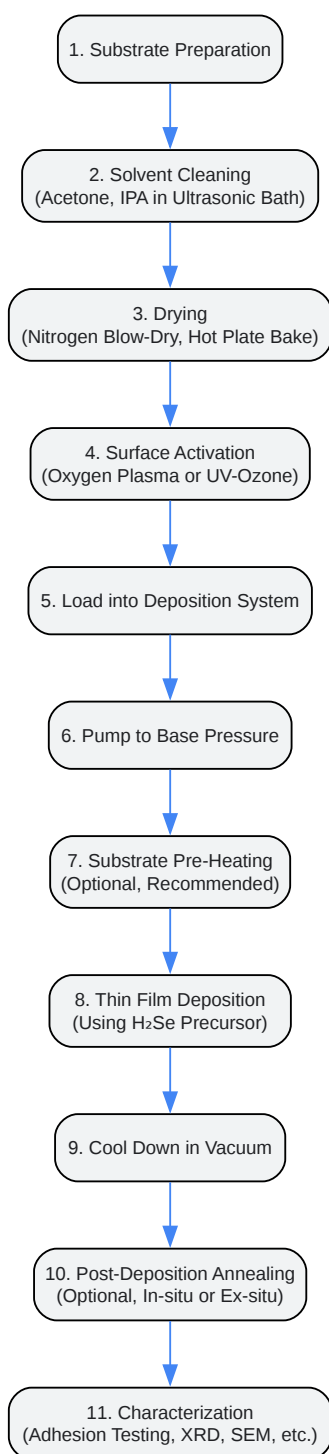 1. Substrate Preparation
2. Solvent Cleaning
(Acetone, IPA in Ultrasonic Bath)
3. Drying
(Nitrogen Blow-Dry, Hot Plate Bake)
4. Surface Activation
(Oxygen Plasma or UV-Ozone)
5. Load into Deposition System
6. Pump to Base Pressure
7. Substrate Pre-Heating
(Optional, Recommended)
8. Thin Film Deposition
(Using H₂Se Precursor)
9. Cool Down in Vacuum
10. Post-Deposition Annealing
(Optional, In-situ or Ex-situ)
11. Characterization
(Adhesion Testing, XRD, SEM, etc.)